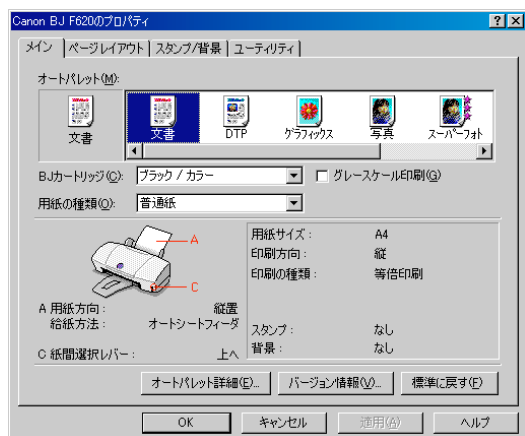 Canon BJ F620のプロパティ
メイン ページレイアウト スタンプ/背景 ユーティリティ
オートパレット(M):
文書 文書 DTP グラフィックス 写真 スーパーフォト
BJカートリッジ(C): ブラック / カラー グレースケール印刷(G)
用紙の種類(O): 普通紙
A
C
A 用紙方向: 縦置
給紙方法: オートシートフィーダ
C 紙間選択レバー: 上へ
用紙サイズ: A4
印刷方向: 縦
印刷の種類: 等倍印刷
スタンプ: なし
背景: なし
オートパレット詳細(E)... バージョン情報(V)... 標準に戻す(F)
OK キャンセル 適用(A) ヘルプ